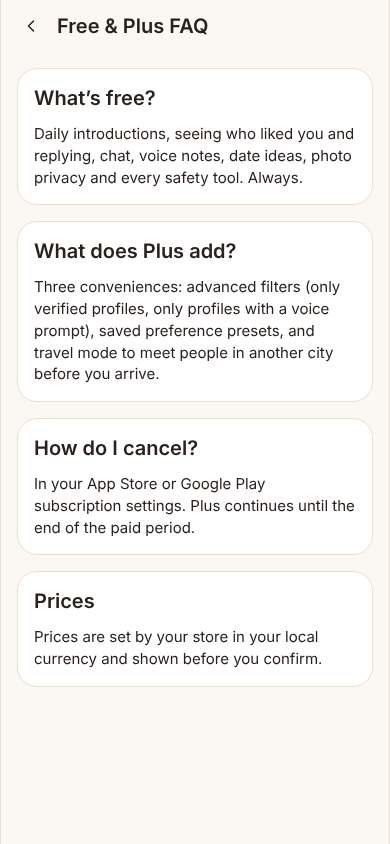 Free & Plus FAQ
What’s free?
Daily introductions, seeing who liked you and
replying, chat, voice notes, date ideas, photo
privacy and every safety tool. Always.
What does Plus add?
Three conveniences: advanced filters (only
verified profiles, only profiles with a voice
prompt), saved preference presets, and
travel mode to meet people in another city
before you arrive.
How do I cancel?
In your App Store or Google Play
subscription settings. Plus continues until the
end of the paid period.
Prices
Prices are set by your store in your local
currency and shown before you confirm.